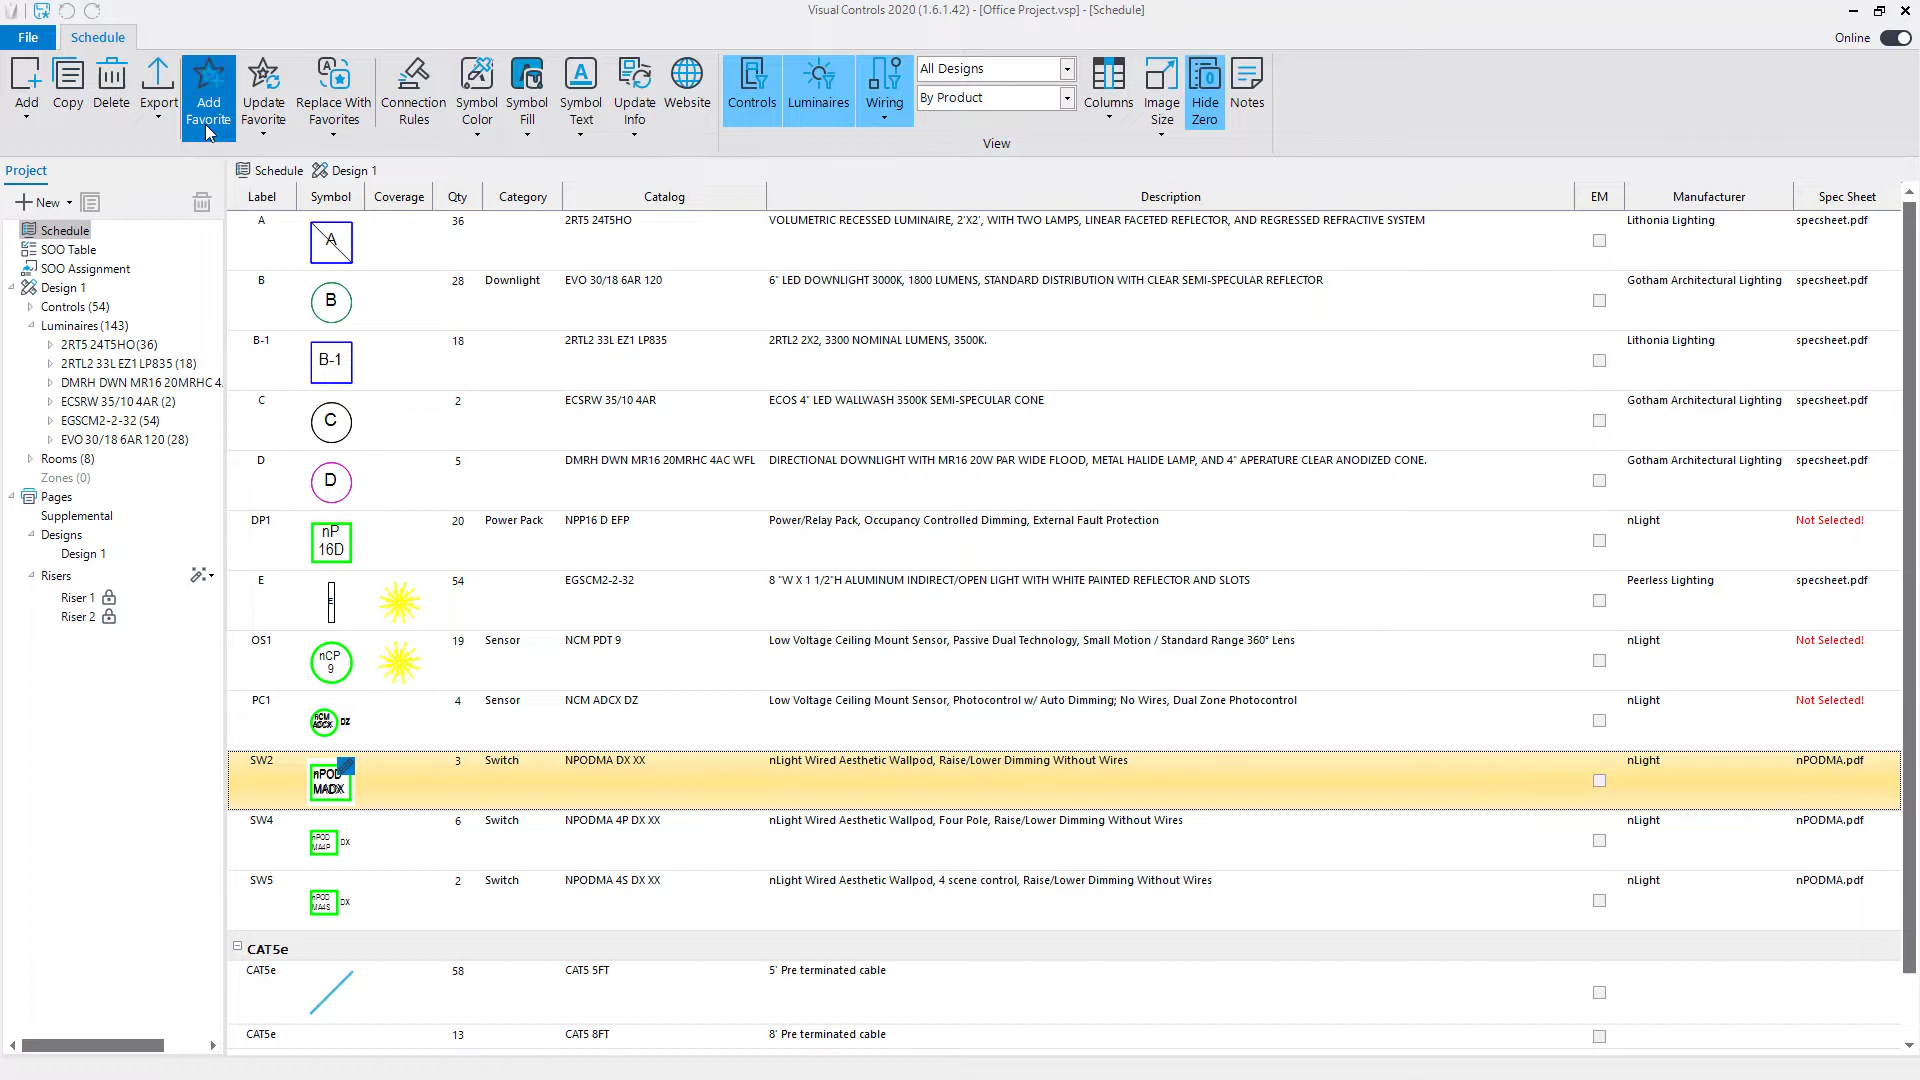 Visual Controls 2020 (1.6.1.42) - [Office Project.vsp] - [Schedule]
File
Schedule
Online
Add
Copy
Delete
Export
Add Favorite
Update Favorite
Replace With Favorites
Connection Rules
Symbol Color
Symbol Fill
Symbol Text
Update Info
Website
Controls
Luminaires
Wiring
All Designs
By Product
Columns
Image Size
Hide Zero
Notes
View
Project
New
Schedule
SOO Table
SOO Assignment
Design 1
Controls (54)
Luminaires (143)
2RT5 24T5HO (36)
2RTL2 33L EZ1 LP835 (18)
DMRH DWN MR16 20MRHC 4
ECSRW 35/10 4AR (2)
EGSCM2-2-32 (54)
EVO 30/18 6AR 120 (28)
Rooms (8)
Zones (0)
Pages
Supplemental
Designs
Design 1
Risers
Riser 1
Riser 2
Schedule Design 1
Label Symbol Coverage Qty Category Catalog Description EM Manufacturer Spec Sheet
A A 36 2RT5 24T5HO VOLUMETRIC RECESSED LUMINAIRE, 2'X2', WITH TWO LAMPS, LINEAR FACETED REFLECTOR, AND REGRESSED REFRACTIVE SYSTEM Lithonia Lighting specsheet.pdf
B B 28 Downlight EVO 30/18 6AR 120 6" LED DOWNLIGHT 3000K, 1800 LUMENS, STANDARD DISTRIBUTION WITH CLEAR SEMI-SPECULAR REFLECTOR Gotham Architectural Lighting specsheet.pdf
B-1 B-1 18 2RTL2 33L EZ1 LP835 2RTL2 2X2, 3300 NOMINAL LUMENS, 3500K. Lithonia Lighting specsheet.pdf
C C 2 ECSRW 35/10 4AR ECOS 4" LED WALLWASH 3500K SEMI-SPECULAR CONE Gotham Architectural Lighting specsheet.pdf
D D 5 DMRH DWN MR16 20MRHC 4AC WFL DIRECTIONAL DOWNLIGHT WITH MR16 20W PAR WIDE FLOOD, METAL HALIDE LAMP, AND 4" APERATURE CLEAR ANODIZED CONE. Gotham Architectural Lighting specsheet.pdf
DP1 nP 16D 20 Power Pack NPP16 D EFP Power/Relay Pack, Occupancy Controlled Dimming, External Fault Protection nLight Not Selected!
E E 54 EGSCM2-2-32 8 "W X 1 1/2"H ALUMINUM INDIRECT/OPEN LIGHT WITH WHITE PAINTED REFLECTOR AND SLOTS Peerless Lighting specsheet.pdf
OS1 nCP 9 19 Sensor NCM PDT 9 Low Voltage Ceiling Mount Sensor, Passive Dual Technology, Small Motion / Standard Range 360° Lens nLight Not Selected!
PC1 nCM ADCX DZ 4 Sensor NCM ADCX DZ Low Voltage Ceiling Mount Sensor, Photocontrol w/ Auto Dimming; No Wires, Dual Zone Photocontrol nLight Not Selected!
SW2 nPOD MADX 3 Switch NPODMA DX XX nLight Wired Aesthetic Wallpod, Raise/Lower Dimming Without Wires nLight nPODMA.pdf
SW4 nPOD MA4P DX 6 Switch NPODMA 4P DX XX nLight Wired Aesthetic Wallpod, Four Pole, Raise/Lower Dimming Without Wires nLight nPODMA.pdf
SW5 nPOD MA4S DX 2 Switch NPODMA 4S DX XX nLight Wired Aesthetic Wallpod, 4 scene control, Raise/Lower Dimming Without Wires nLight nPODMA.pdf
CAT5e
CAT5e 58 CAT5 5FT 5' Pre terminated cable
CAT5e 13 CAT5 8FT 8' Pre terminated cable